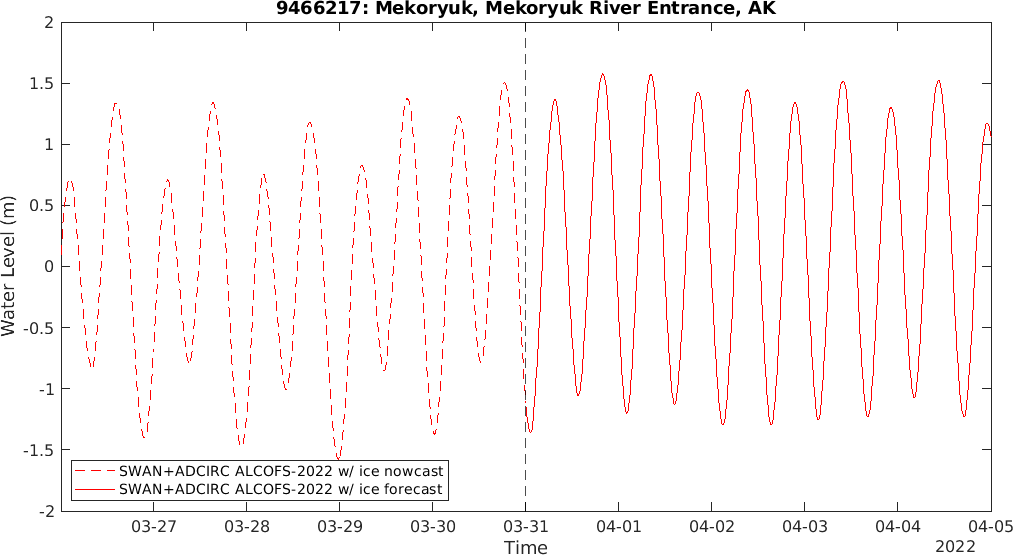 9466217: Mekoryuk, Mekoryuk River Entrance, AK
2
1.5
1
0.5
0
-0.5
-1
-1.5
-2
Water Level (m)
SWAN+ADCIRC ALCOFS-2022 w/ ice nowcast
SWAN+ADCIRC ALCOFS-2022 w/ ice forecast
03-27 03-28 03-29 03-30 03-31 04-01 04-02 04-03 04-04 04-05
Time
2022